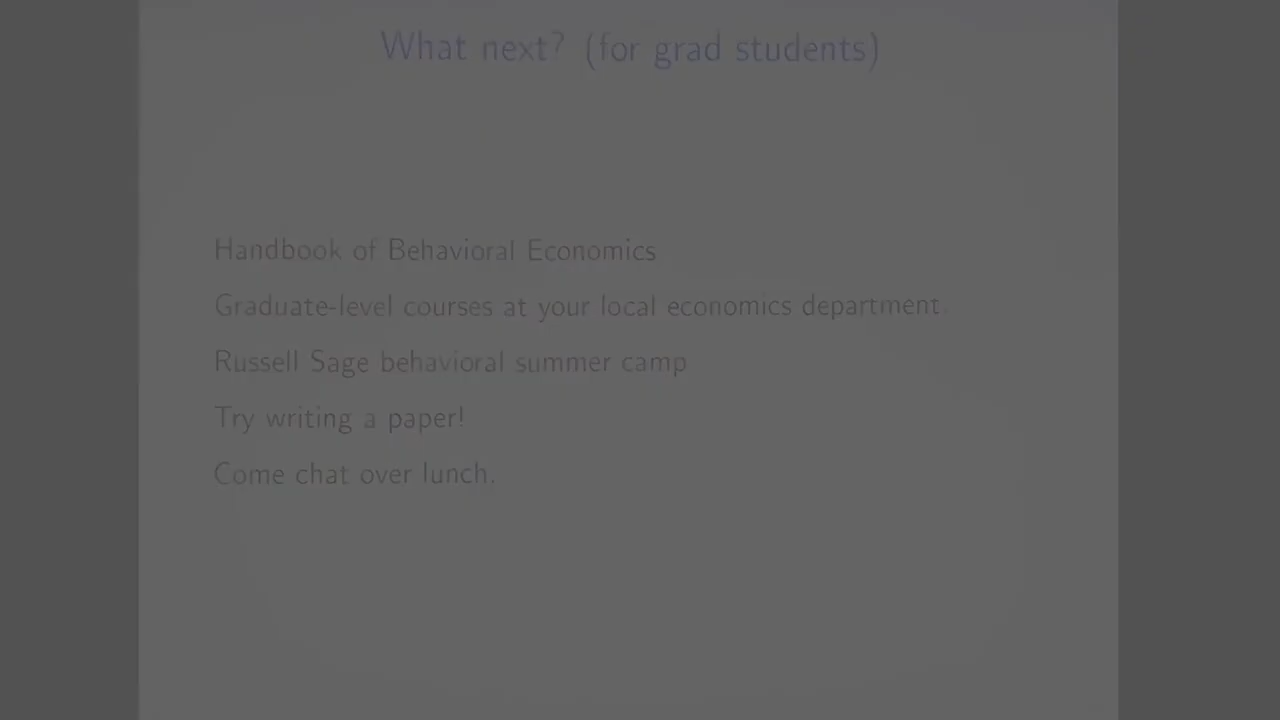 What next? (for grad students)
Handbook of Behavioral Economics
Graduate-level courses at your local economics department.
Russell Sage behavioral summer camp
Try writing a paper!
Come chat over lunch.